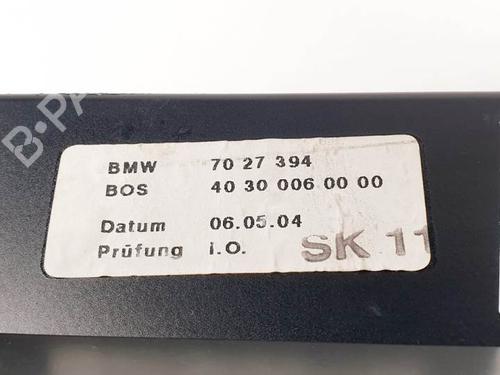 B-PA
BMW 70 27 394
BOS 40 30 006 00 00
Datum 06.05.04
Prüfung i.O.
SK 11